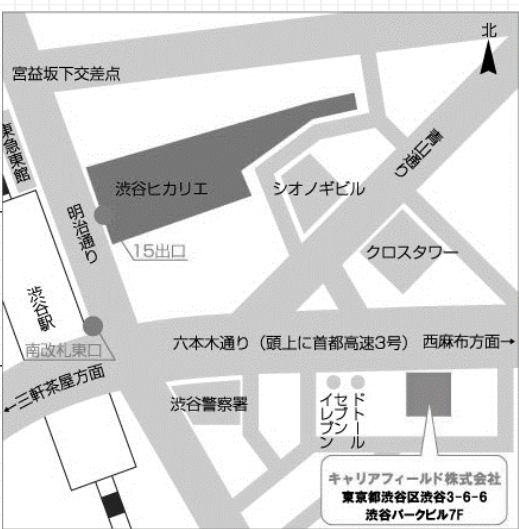 北
宮益坂下交差点
東急東館
青山通り
渋谷ヒカリエ
シオノギビル
明治通り
15出口
クロスタワー
渋谷駅
南改札東口
六本木通り（頭上に首都高速3号）
西麻布方面→
←三軒茶屋方面
渋谷警察署
セブン
イレブン
ドトール
キャリアフィールド株式会社
東京都渋谷区渋谷3-6-6
渋谷パークビル7F